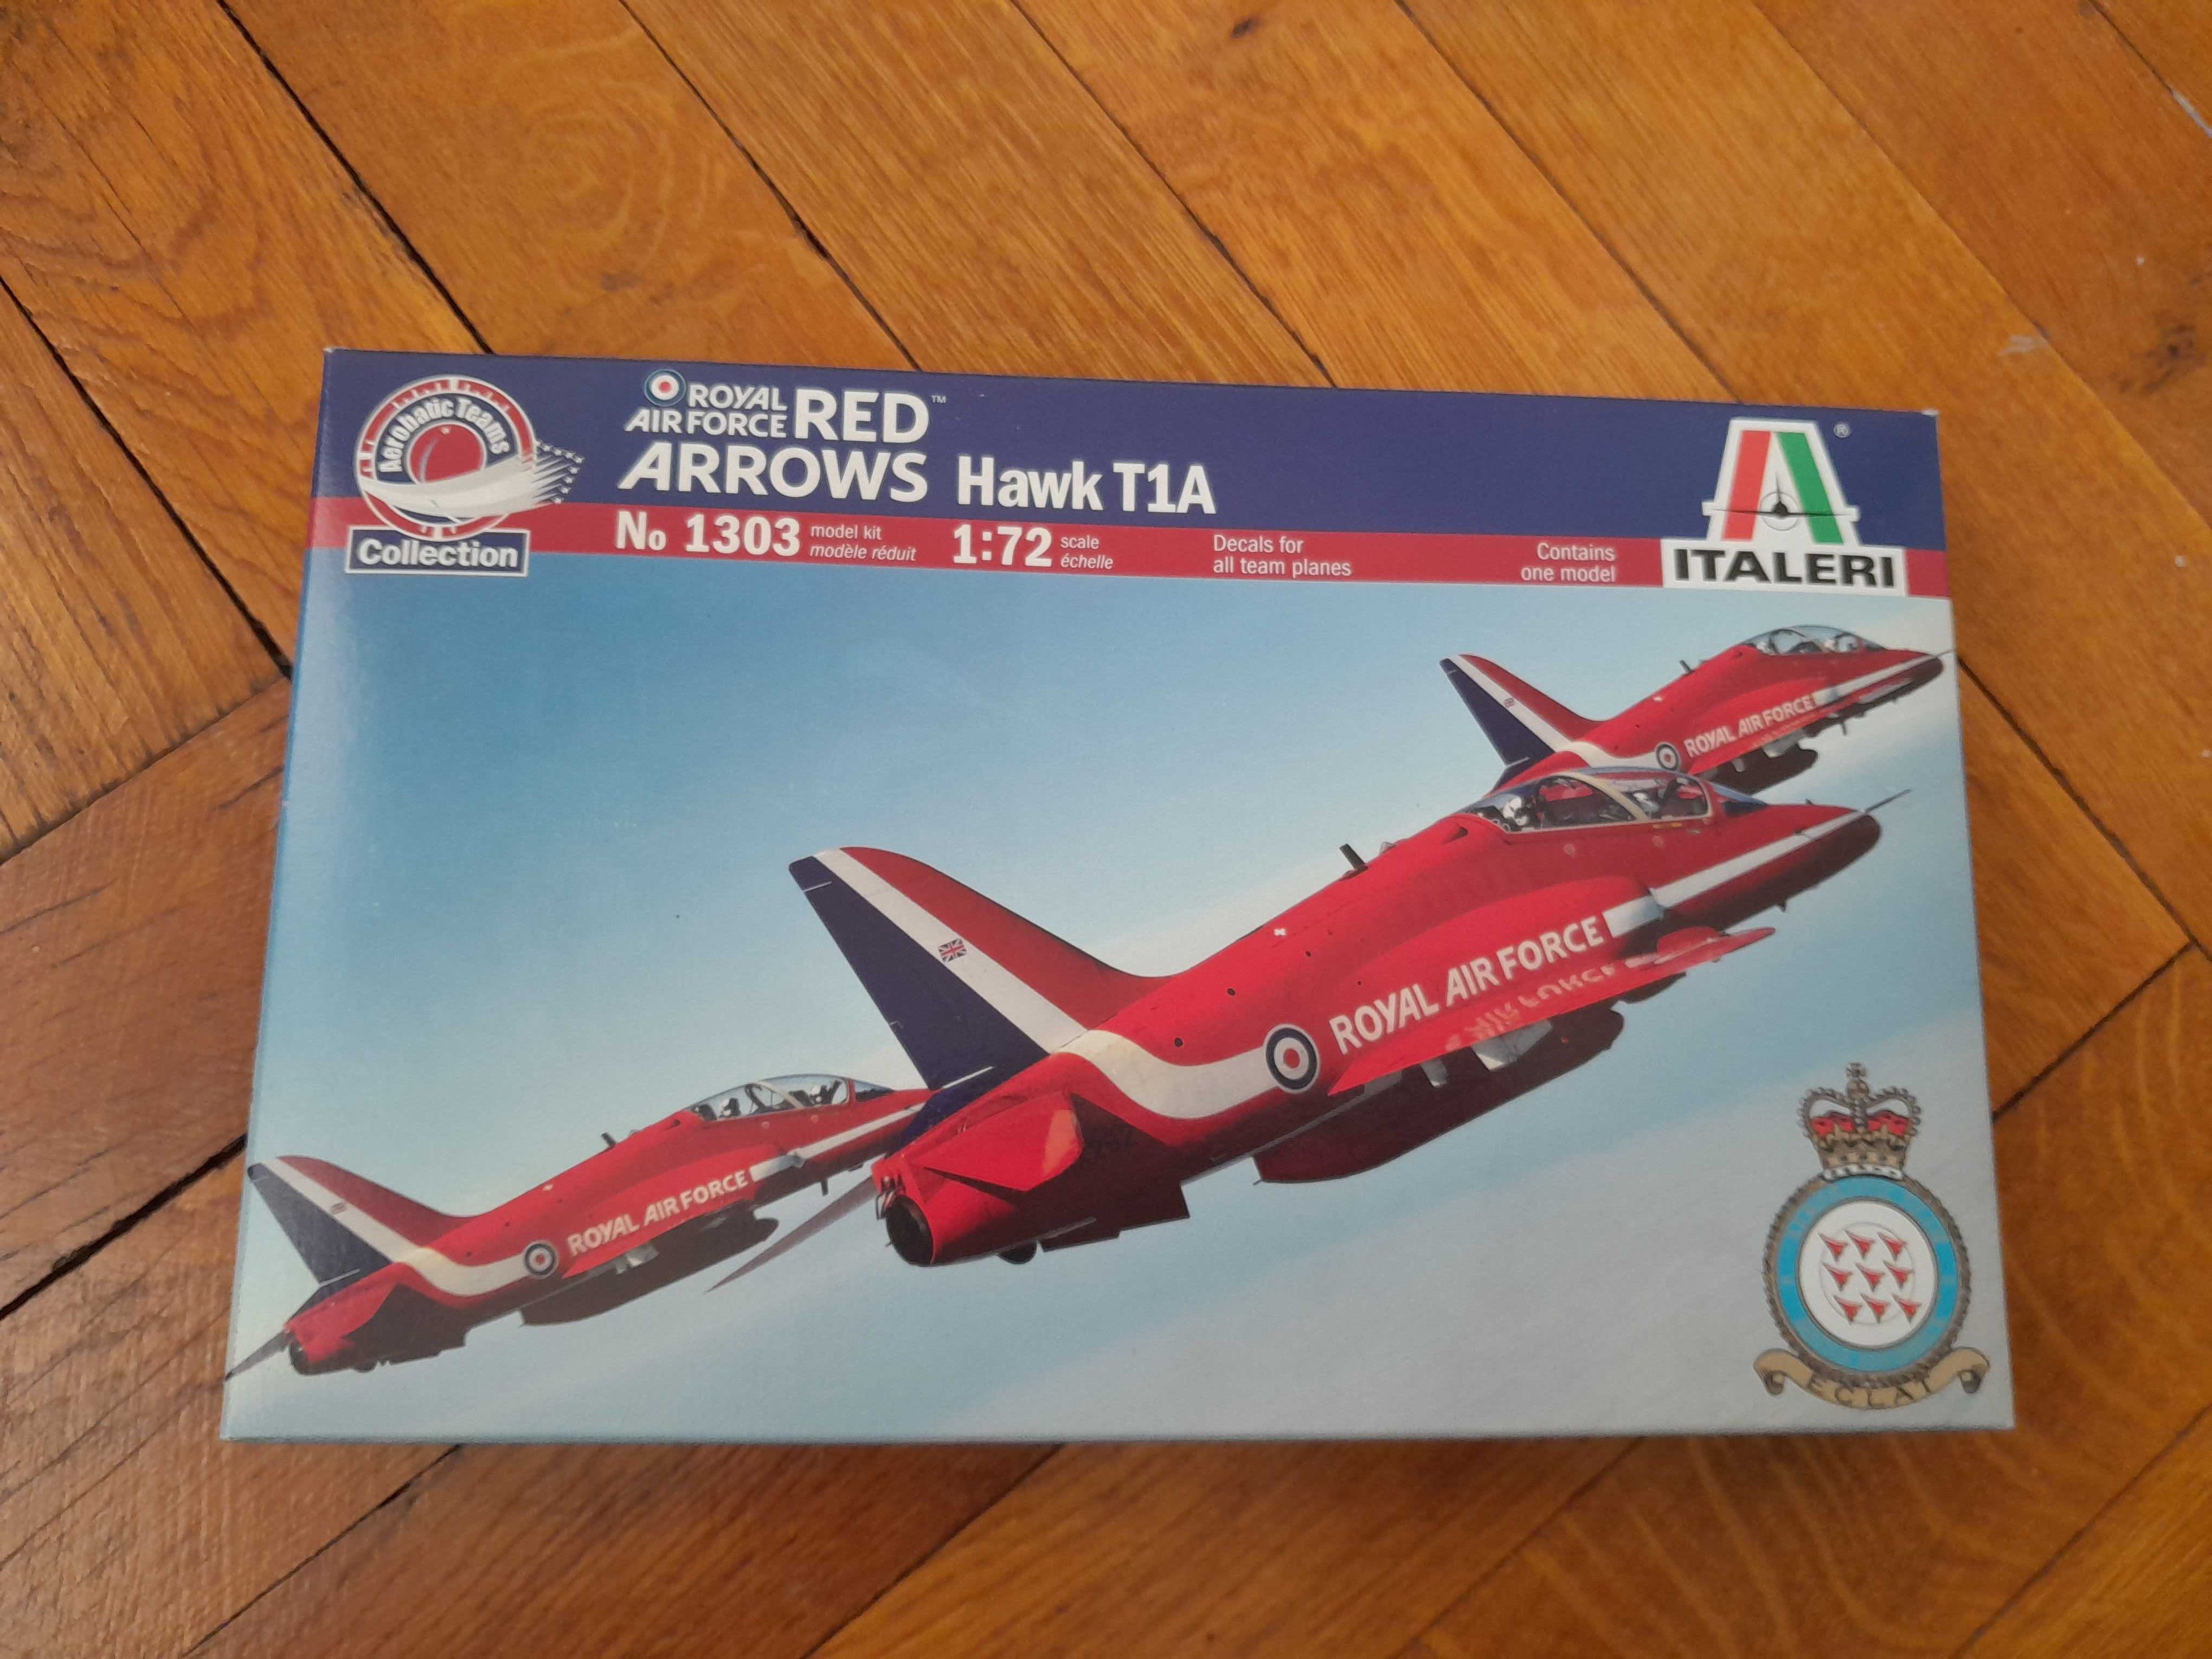 Aerobatic Teams
Collection
ROYAL
AIR FORCE RED™
ARROWS Hawk T1A
No 1303 model kit
modèle réduit
1:72 scale
échelle
Decals for
all team planes
Contains
one model
®
ITALERI
ROYAL AIR FORCE
ROYAL AIR FORCE
ROYAL AIR FORCE
ECLAT